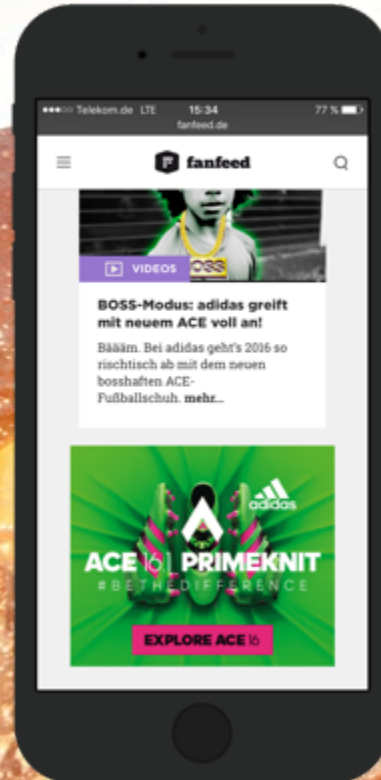 Telekom.de LTE 15:34 77 %
fanfeed.de
fanfeed
VIDEOS
BOSS
BOSS-Modus: adidas greift
mit neuem ACE voll an!
Bäääm. Bei adidas geht's 2016 so
rischtisch ab mit dem neuen
bosshaften ACE-
Fußballschuh. mehr...
adidas
ACE 16.1 PRIMEKNIT
#BETHEDIFFERENCE
EXPLORE ACE 16